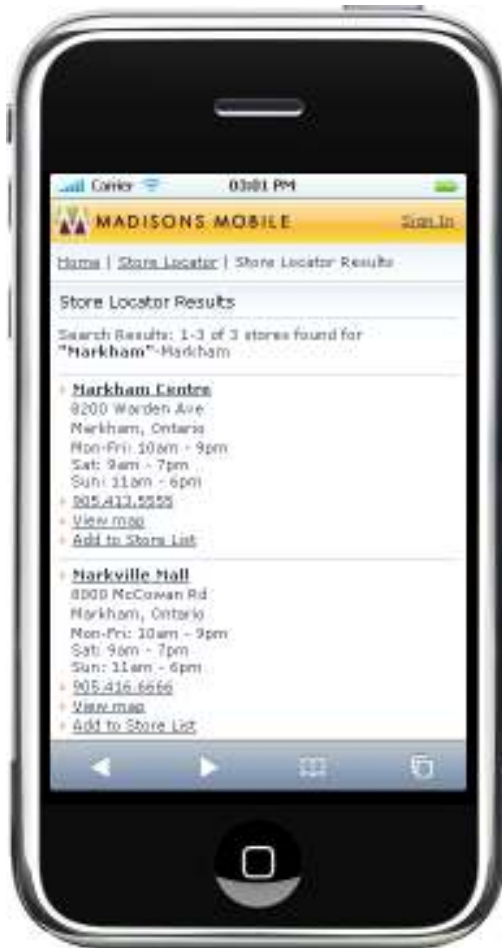 Carrier 03:01 PM
MADISONS MOBILE Sign In
Home | Store Locator | Store Locator Results
Store Locator Results
Search Results: 1-3 of 3 stores found for
"Markham"-Markham
Markham Centre
8200 Warden Ave
Markham, Ontario
Mon-Fri: 10am - 9pm
Sat: 9am - 7pm
Sun: 11am - 6pm
905.413.5555
View map
Add to Store List
Markville Mall
8000 McCowan Rd
Markham, Ontario
Mon-Fri: 10am - 9pm
Sat: 9am - 7pm
Sun: 11am - 6pm
905.416.6666
View map
Add to Store List